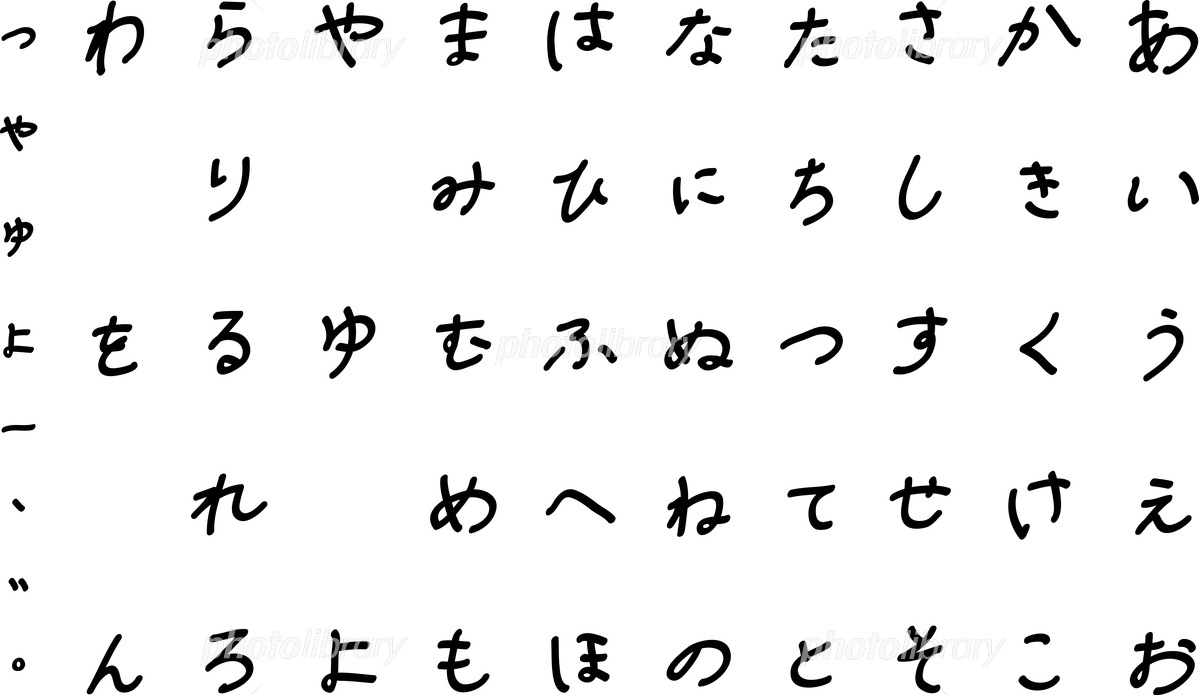 あいうえお
かきくけこ
さしすせそ
たちつてと
なにぬねの
はひふへほ
まみむめも
やゆよ
らりるれろ
わをん
っゃゅょー、゛゜
photolibrary
photolibrary
photolibrary
photolibrary
photolibrary